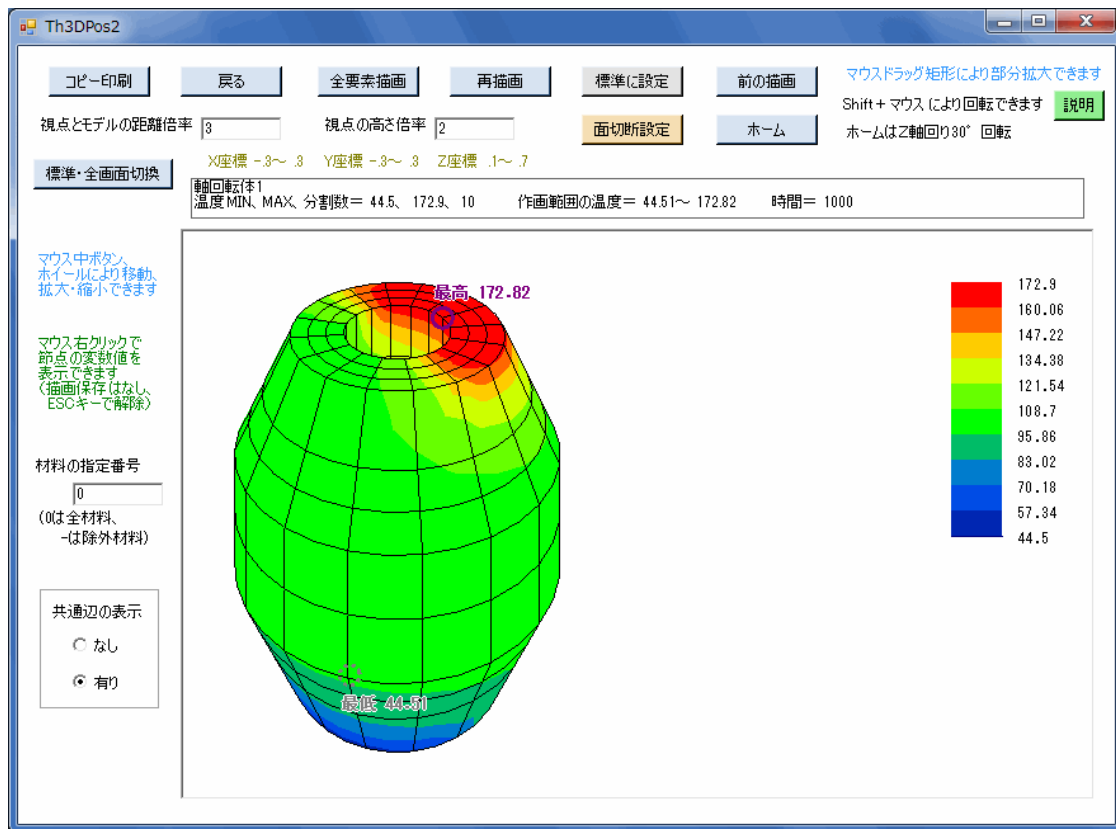 Th3DPos2
コピー印刷
戻る
全要素描画
再描画
標準に設定
前の描画
マウスドラッグ矩形により部分拡大できます
Shift+マウス により回転できます
説明
視点とモデルの距離倍率
3
視点の高さ倍率
2
面切断設定
ホーム
ホームはZ軸回り30° 回転
標準・全画面切換
X座標 -.3～ .3 Y座標 -.3～ .3 Z座標 .1～ .7
軸回転体1
温度MIN、MAX、分割数= 44.5、 172.9、 10 作画範囲の温度= 44.51～ 172.82 時間= 1000
マウス中ボタン、
ホイールにより移動、
拡大・縮小できます
マウス右クリックで
節点の変数値を
表示できます
(描画保存はなし、
ESCキーで解除)
材料の指定番号
0
(0は全材料、
-は除外材料)
共通辺の表示
なし
有り
最高 172.82
最低 44.51
172.9
160.06
147.22
134.38
121.54
108.7
95.86
83.02
70.18
57.34
44.5